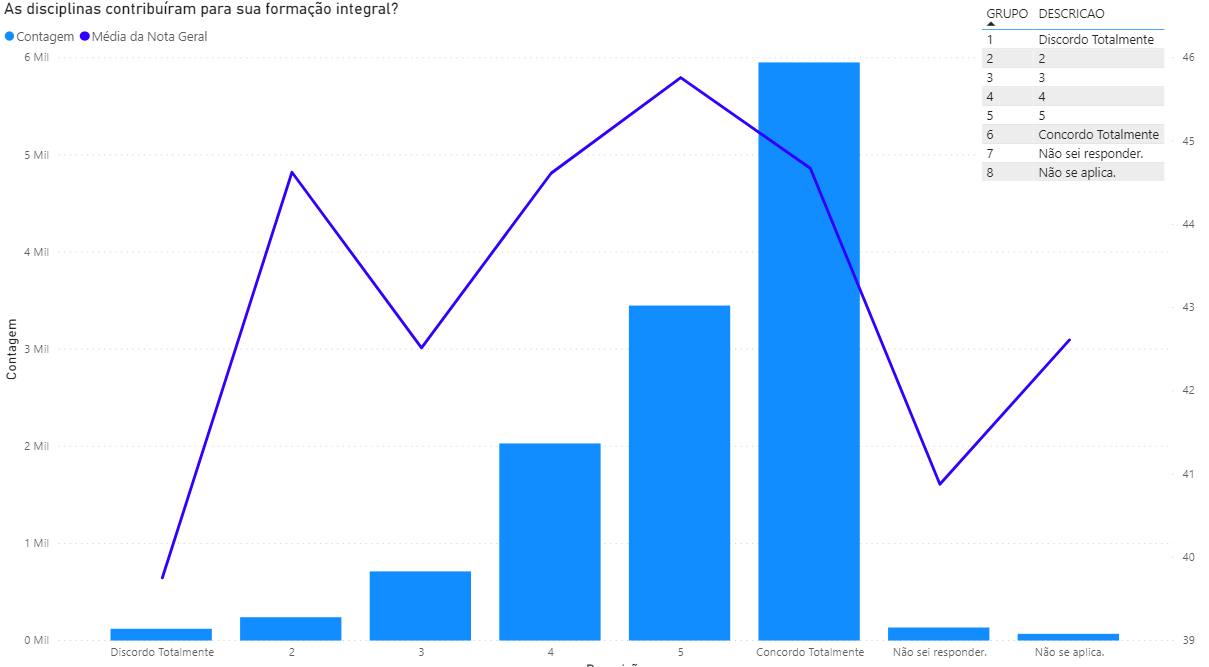 As disciplinas contribuíram para sua formação integral?
Contagem Média da Nota Geral
GRUPO DESCRICAO
1 Discordo Totalmente
2 2
3 3
4 4
5 5
6 Concordo Totalmente
7 Não sei responder.
8 Não se aplica.
6 Mil
5 Mil
4 Mil
3 Mil
2 Mil
1 Mil
0 Mil
Contagem
46
45
44
43
42
41
40
39
Discordo Totalmente 2 3 4 5 Concordo Totalmente Não sei responder. Não se aplica.